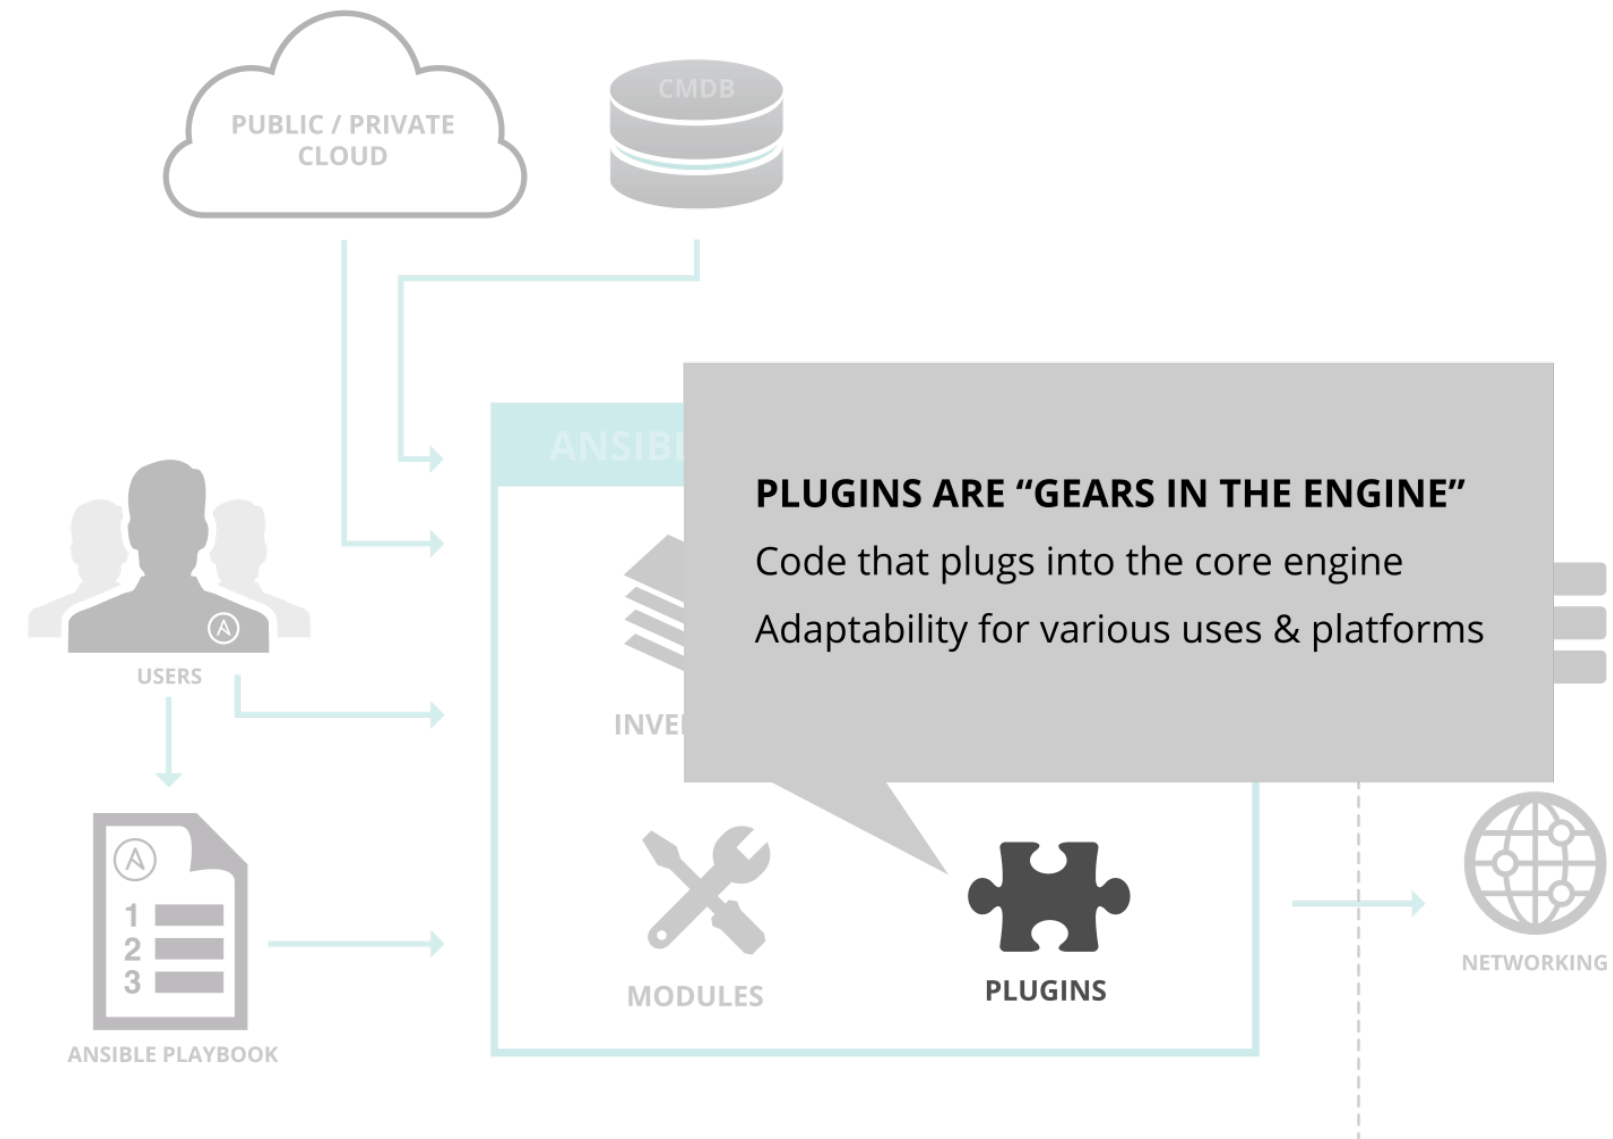 PUBLIC / PRIVATE
CLOUD
CMDB
PLUGINS ARE “GEARS IN THE ENGINE”
Code that plugs into the core engine
Adaptability for various uses & platforms
USERS
1
2
3
ANSIBLE PLAYBOOK
MODULES
PLUGINS
NETWORKING